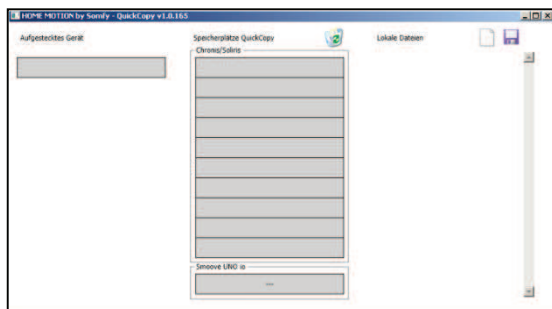 HOME MOTION by Somfy - QuickCopy v1.0.165
Aufgestecktes Gerät
Speicherplätze QuickCopy
Lokale Dateien
Chronis/Soliris
Smoove UNO io
---